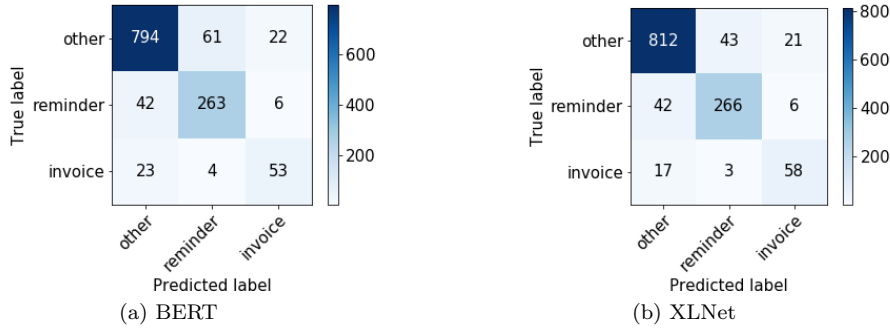 other 794 61 22
600
reminder 42 263 6
400
200
invoice 23 4 53
other reminder invoice
True label
Predicted label
(a) BERT
800
other 812 43 21
600
reminder 42 266 6
400
200
invoice 17 3 58
other reminder invoice
True label
Predicted label
(b) XLNet